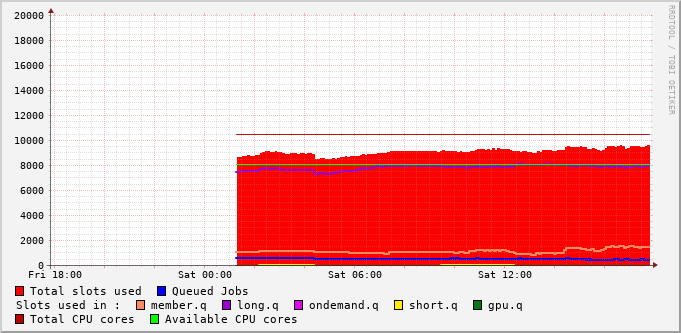 20000
18000
16000
14000
12000
10000
8000
6000
4000
2000
0
Fri 18:00 Sat 00:00 Sat 06:00 Sat 12:00
RRDTOOL / TOBI OETIKER
Total slots used Queued Jobs
Slots used in : member.q long.q ondemand.q short.q gpu.q
Total CPU cores Available CPU cores